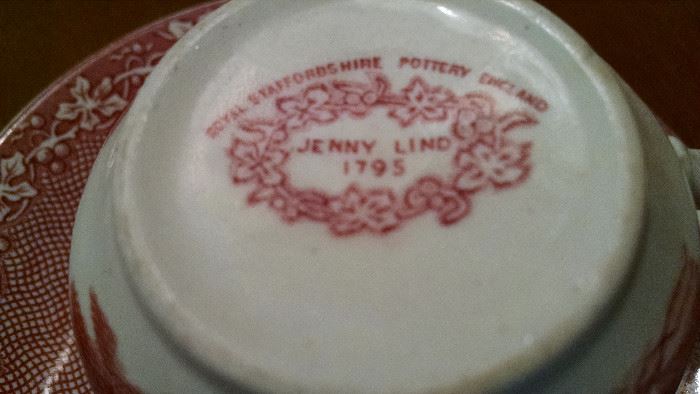 ROYAL STAFFORDSHIRE POTTERY ENGLAND
JENNY LIND
1795